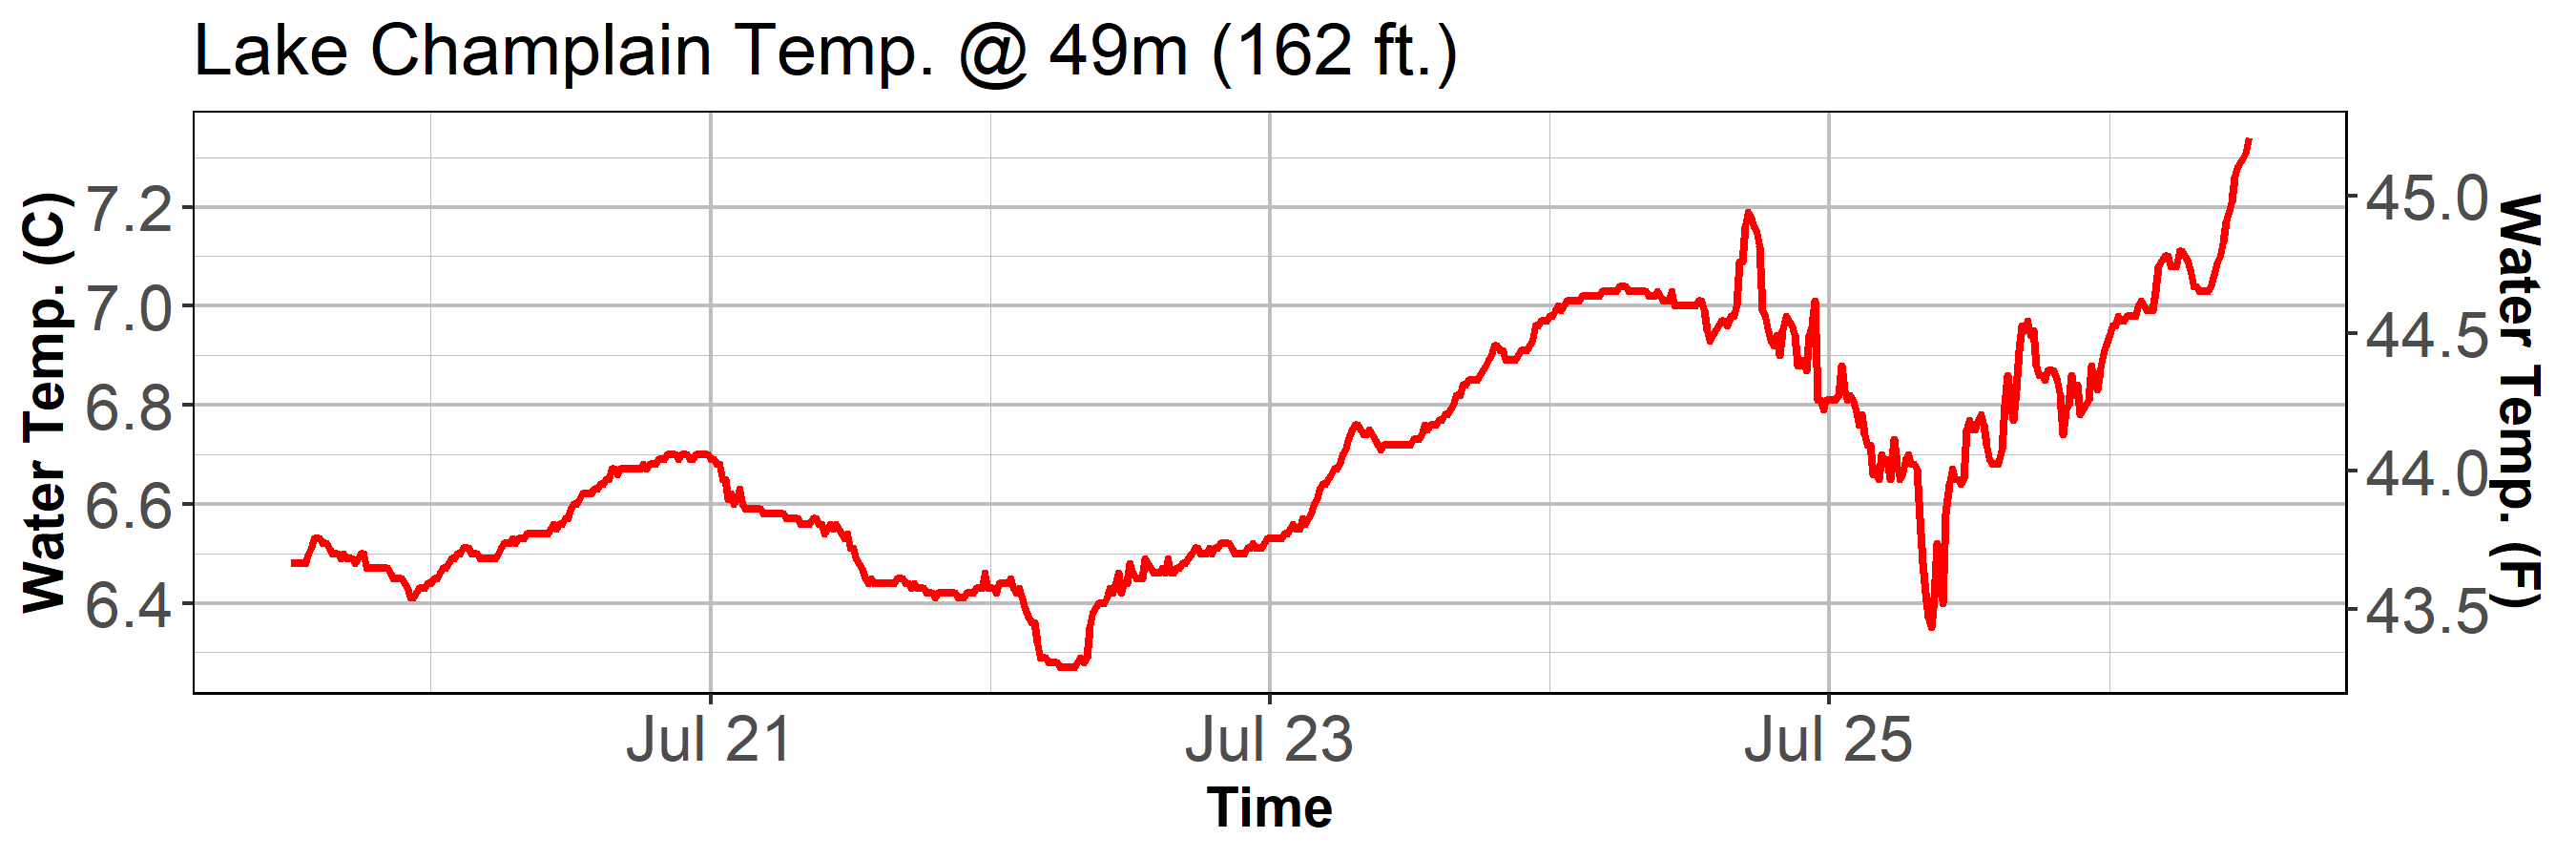 Lake Champlain Temp. @ 49m (162 ft.)
Water Temp. (C)
7.2
7.0
6.8
6.6
6.4
45.0
44.5
44.0
43.5
Water Temp. (F)
Jul 21
Jul 23
Jul 25
Time